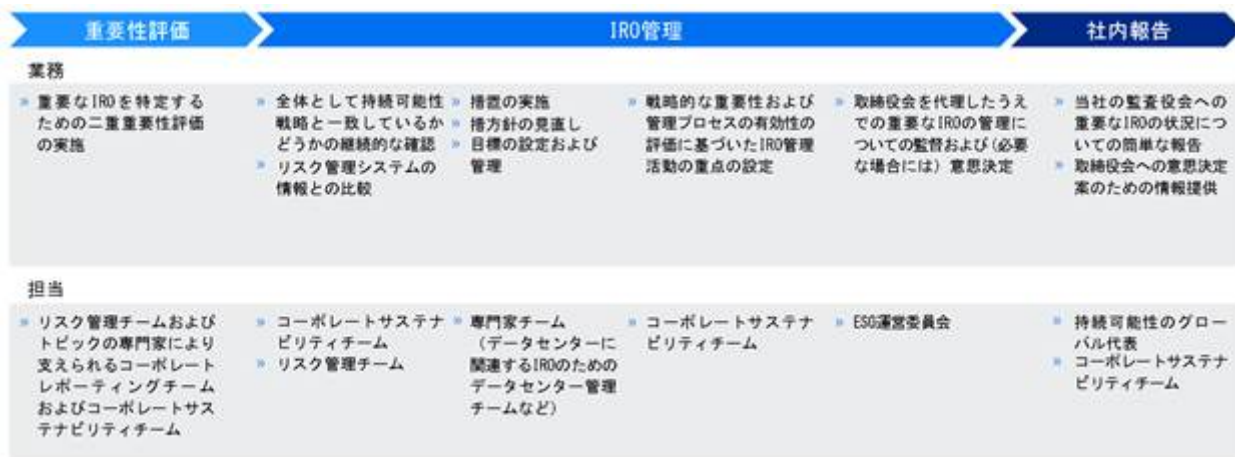 重要性評価
IRO管理
社内報告
業務
» 重要なIROを特定する
ための二重重要性評価
の実施
» 全体として持続可能性
戦略と一致しているか
どうかの継続的な確認
» リスク管理システムの
情報との比較
» 措置の実施
» 措方針の見直し
» 目標の設定および
管理
» 戦略的な重要性および
管理プロセスの有効性の
評価に基づいたIRO管理
活動の重点の設定
» 取締役会を代理したうえ
での重要なIROの管理に
ついての監督および(必要
な場合には) 意思決定
» 当社の監査役会への
重要なIROの状況につ
いての簡単な報告
» 取締役会への意思決定
案のための情報提供
担当
» リスク管理チームおよび
トピックの専門家により
支えられるコーポレート
レポーティングチーム
およびコーポレートサス
テナビリティチーム
» コーポレートサステナ
ビリティチーム
» リスク管理チーム
» 専門家チーム
(データセンターに
関連するIROのための
データセンター管理
チームなど)
» コーポレートサステナ
ビリティチーム
» ESG運営委員会
» 持続可能性のグロー
バル代表
» コーポレートサステナ
ビリティチーム